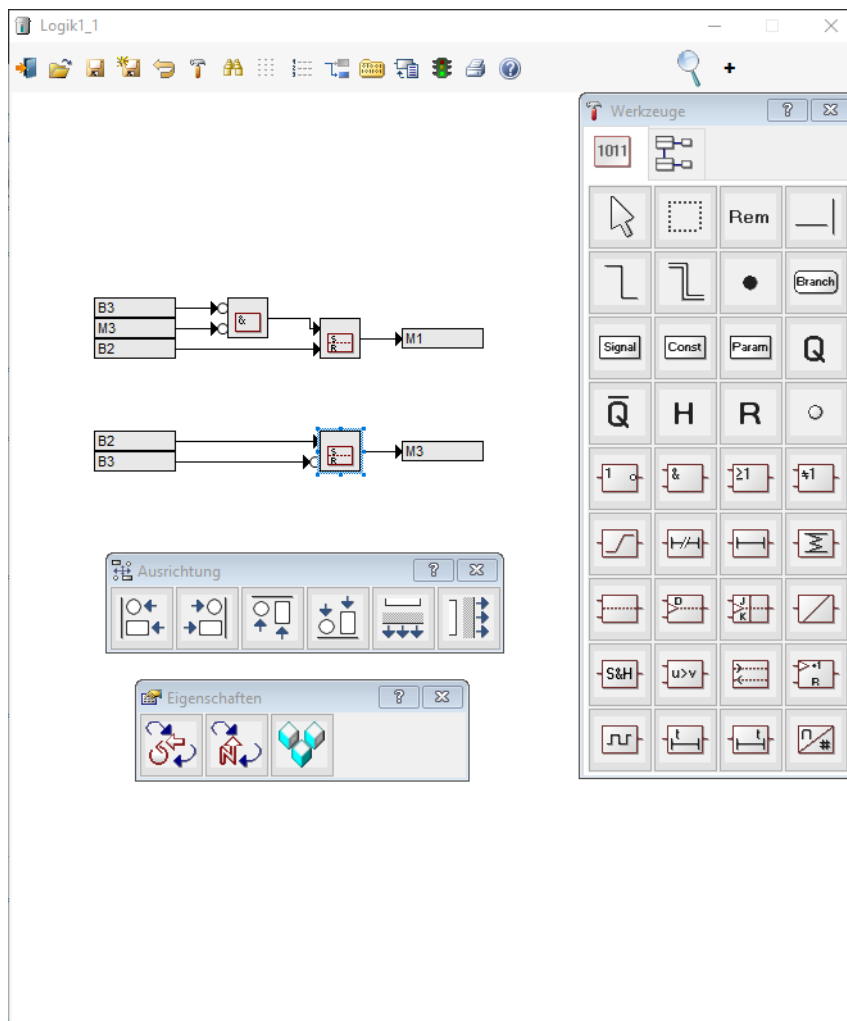 Logik1_1
+
Werkzeuge
1011
Rem
Branch
Signal Const Param Q
Q H R
1 & ≥1 ≠1
D J K
S&H u>v +1 R
t t n #
B3
M3
B2
&
S
R
M1
B2
B3
S
R
M3
Ausrichtung
Eigenschaften
N